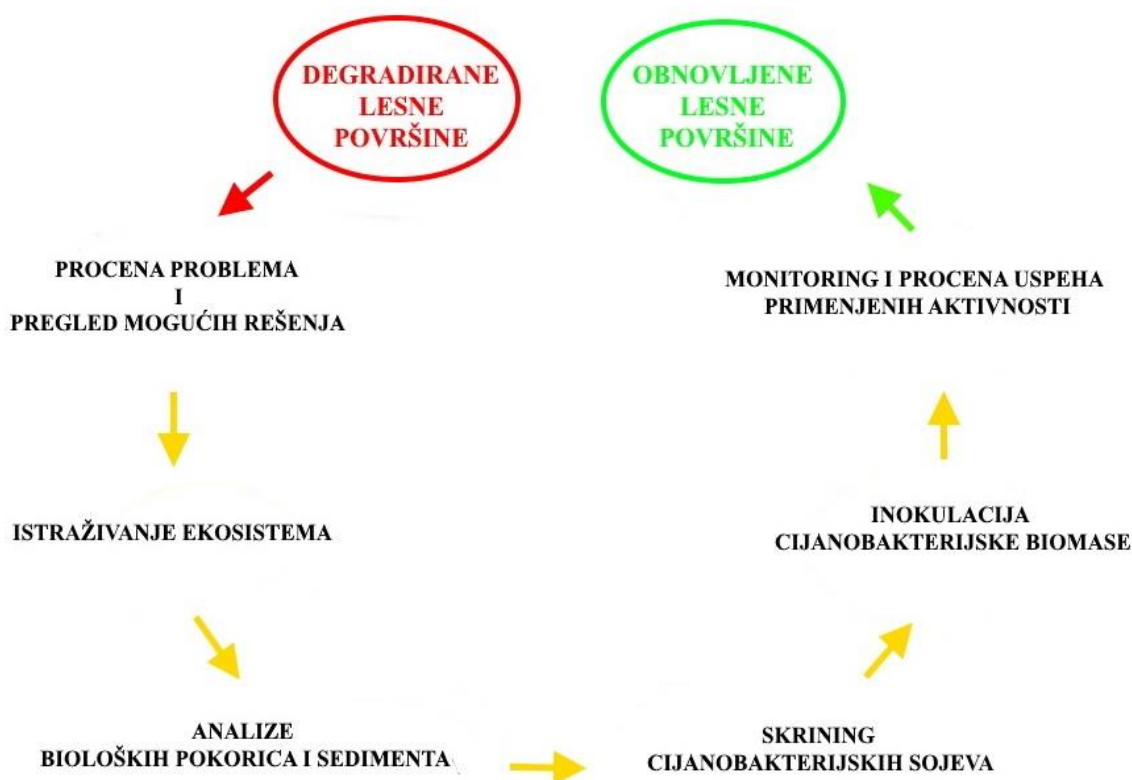 DEGRADIRANE
LESNE
POVRŠINE
PROCENA PROBLEMA
I
PREGLED MOGUĆIH REŠENJA
ISTRAŽIVANJE EKOSISTEMA
ANALIZE
BIOLOŠKIH POKORICA I SEDIMENTA
SKRINING
CIJANOBAKTERIJSKIH SOJEVA
INOKULACIJA
CIJANOBAKTERIJSKE BIOMASE
MONITORING I PROCENA USPEHA
PRIMENJENIH AKTIVNOSTI
OBNOVLJENE
LESNE
POVRŠINE